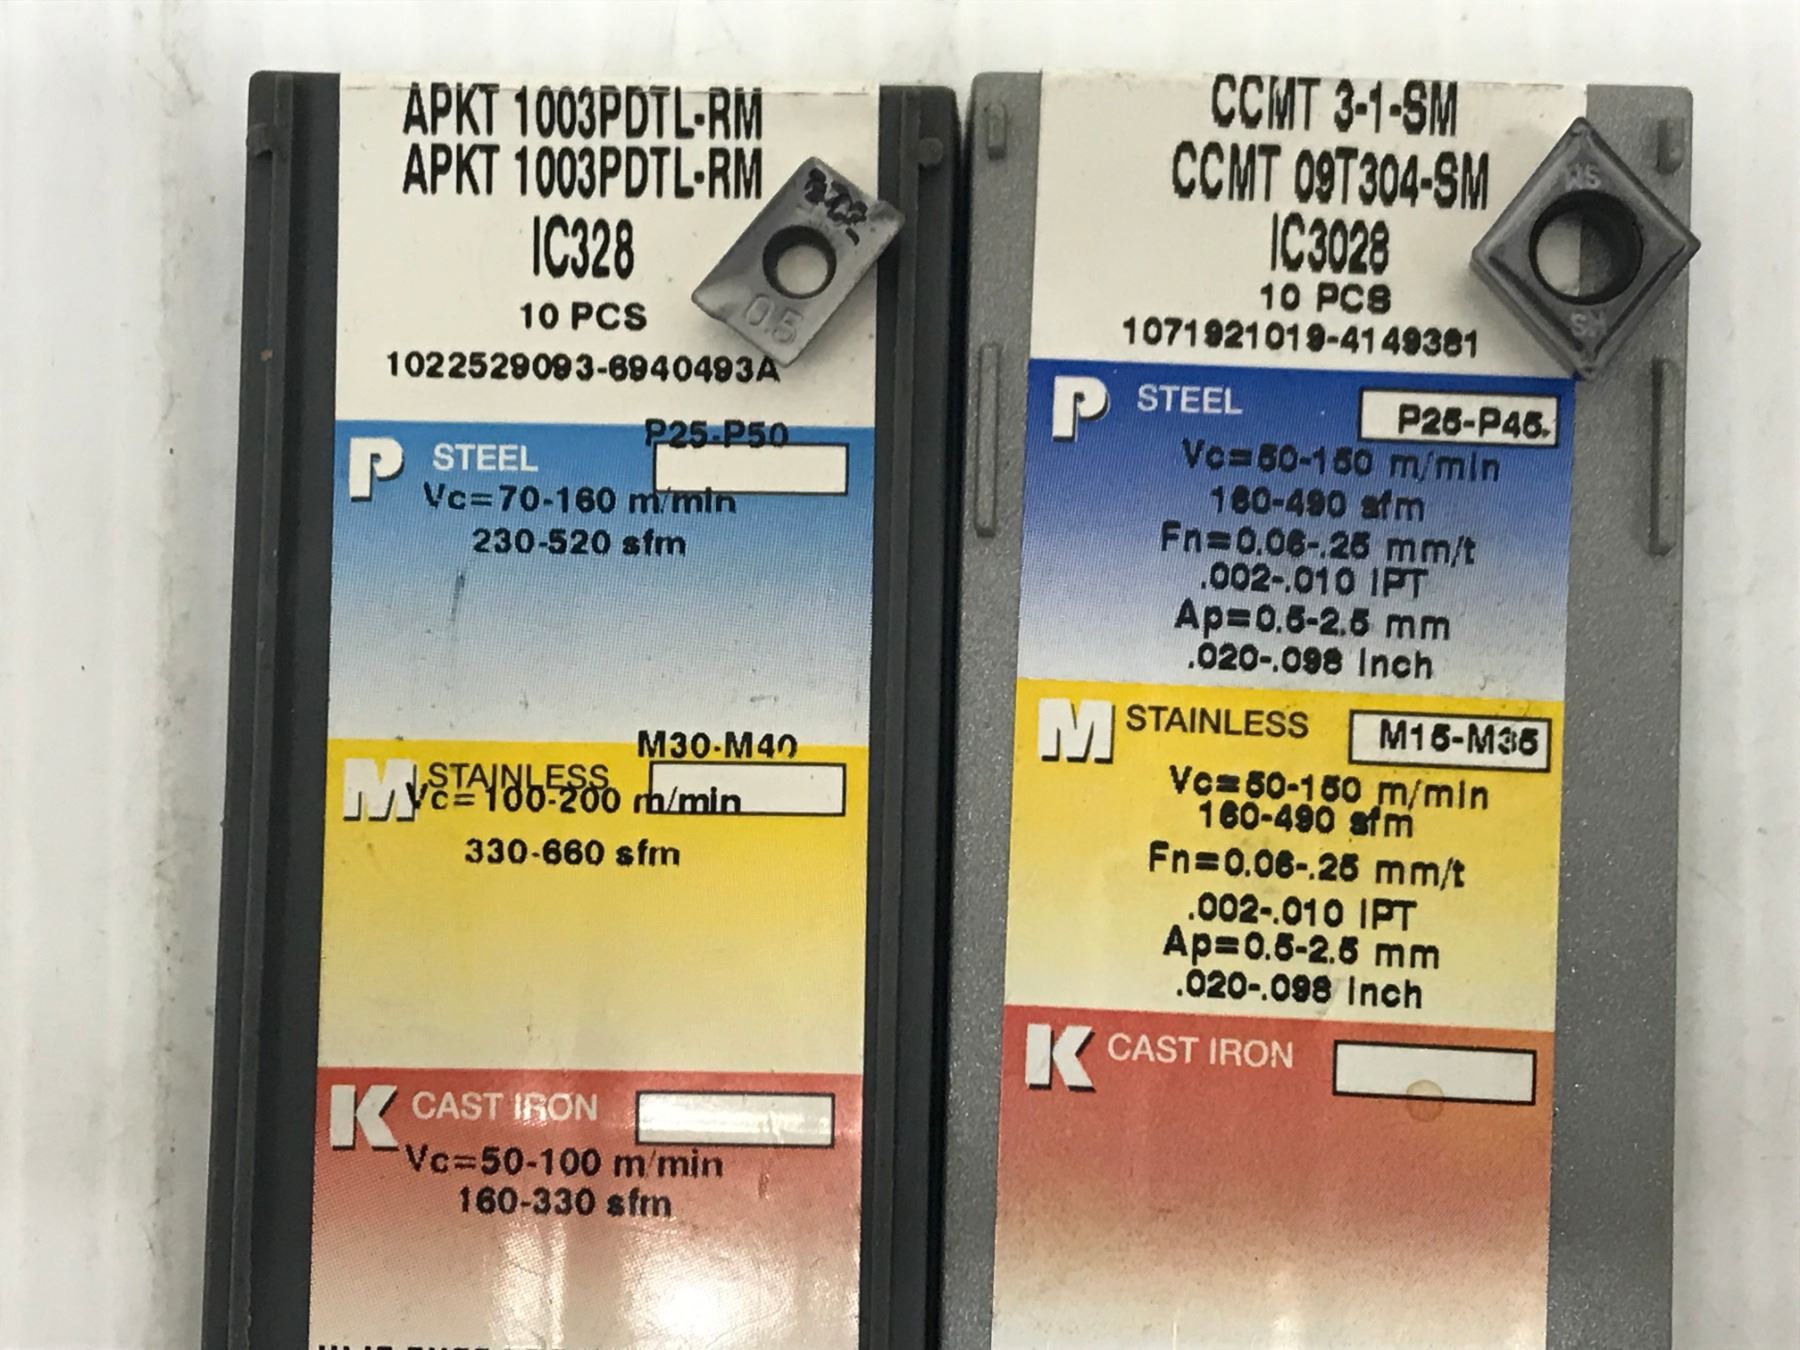 APKT 1003PDTL-RM
APKT 1003PDTL-RM
IC328
10 PCS
1022529093-6940493A
0.5
P STEEL
P25-P50
Vc=70-160 m/min
230-520 sfm
M STAINLESS
M30-M40
Vc=100-200 m/min
330-660 sfm
K CAST IRON
Vc=50-100 m/min
160-330 sfm
CCMT 3-1-SM
CCMT 09T304-SM
IC3028
10 PCS
1071921019-4149381
SM
SM
P STEEL P25-P45.
Vc=50-150 m/min
160-490 sfm
Fn=0.06-.25 mm/t
.002-.010 IPT
Ap=0.5-2.5 mm
.020-.098 Inch
M STAINLESS M15-M35
Vc=50-150 m/min
160-490 sfm
Fn=0.06-.25 mm/t
.002-.010 IPT
Ap=0.5-2.5 mm
.020-.098 Inch
K CAST IRON